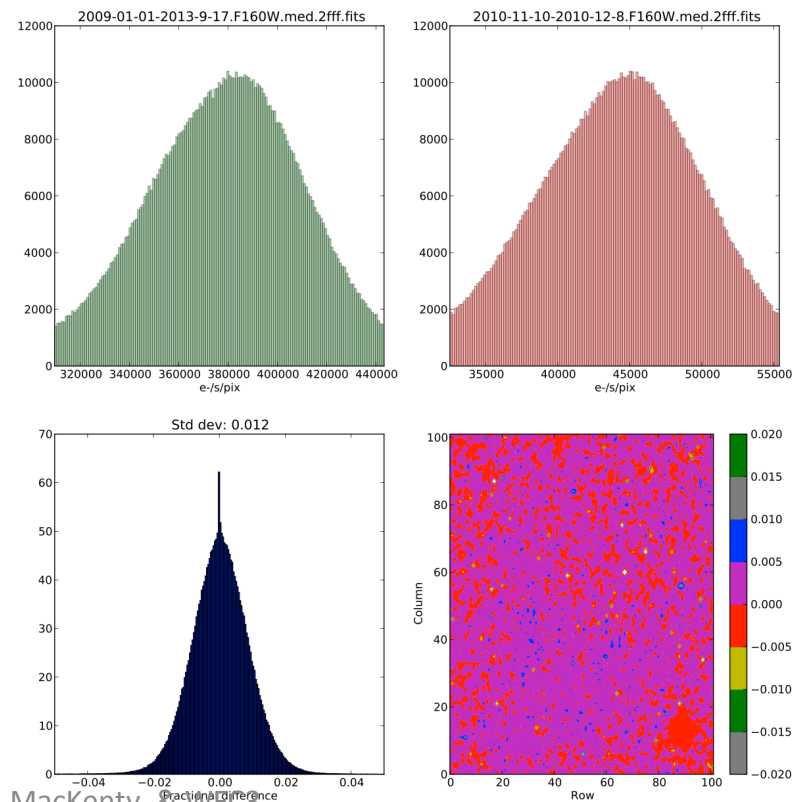 2009-01-01-2013-9-17.F160W.med.2fff.fits
12000
10000
8000
6000
4000
2000
0
320000 340000 360000 380000 400000 420000 440000
e-/s/pix
2010-11-10-2010-12-8.F160W.med.2fff.fits
12000
10000
8000
6000
4000
2000
0
35000 40000 45000 50000 55000
e-/s/pix
Std dev: 0.012
70
60
50
40
30
20
10
0
−0.04 −0.02 0.00 0.02 0.04
Fractional difference
MacKenty
100
80
60
40
20
0
Column
0 20 40 60 80 100
Row
0.020
0.015
0.010
0.005
0.000
−0.005
−0.010
−0.015
−0.020